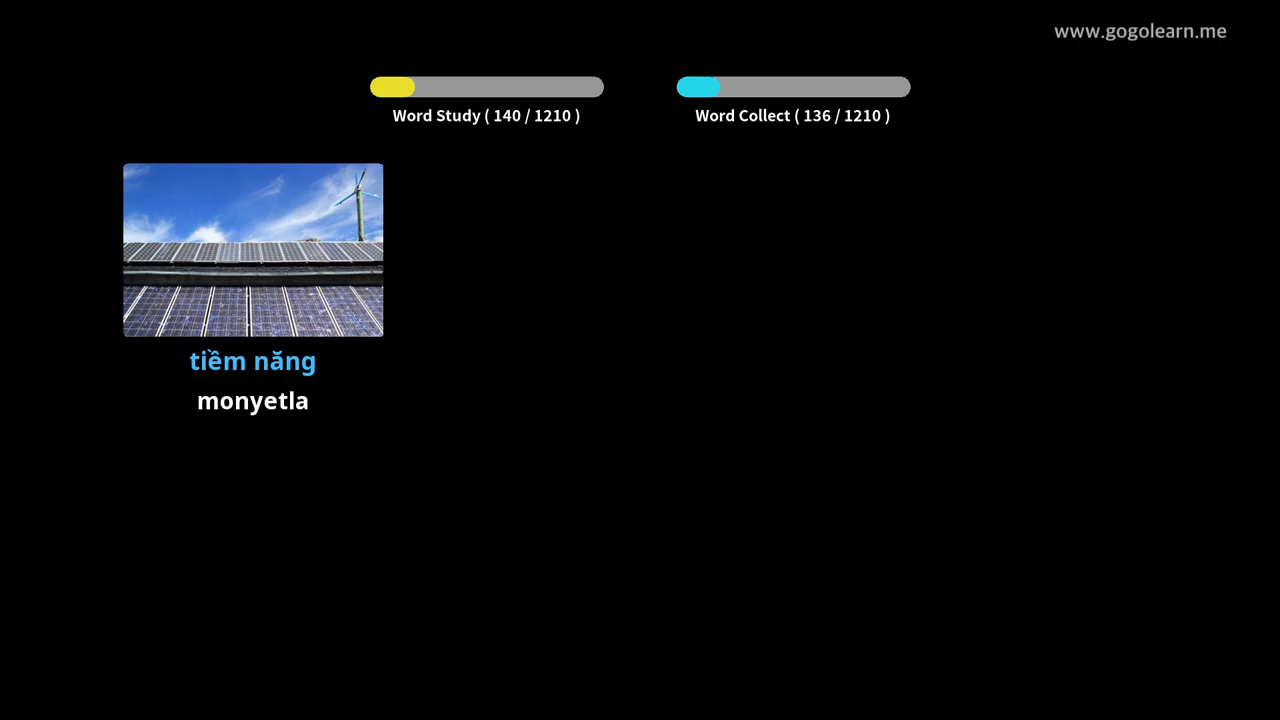 www.gogolearn.me
Word Study ( 140 / 1210 )
Word Collect ( 136 / 1210 )
tiềm năng
monyetla